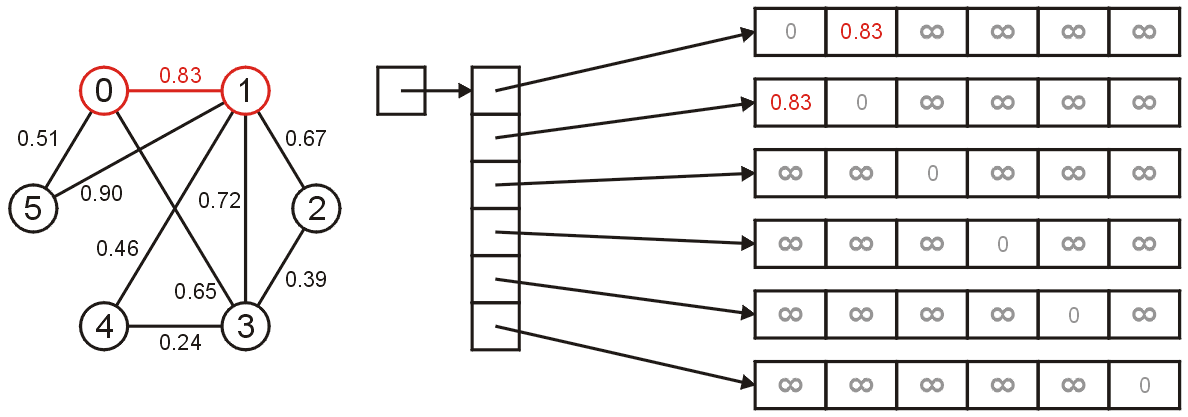 0 0.83 1
0.51 0.67
5 0.90 0.72 2
0.46 0.65 0.39
4 0.24 3
0 0.83 ∞ ∞ ∞ ∞
0.83 0 ∞ ∞ ∞ ∞
∞ ∞ 0 ∞ ∞ ∞
∞ ∞ ∞ 0 ∞ ∞
∞ ∞ ∞ ∞ 0 ∞
∞ ∞ ∞ ∞ ∞ 0